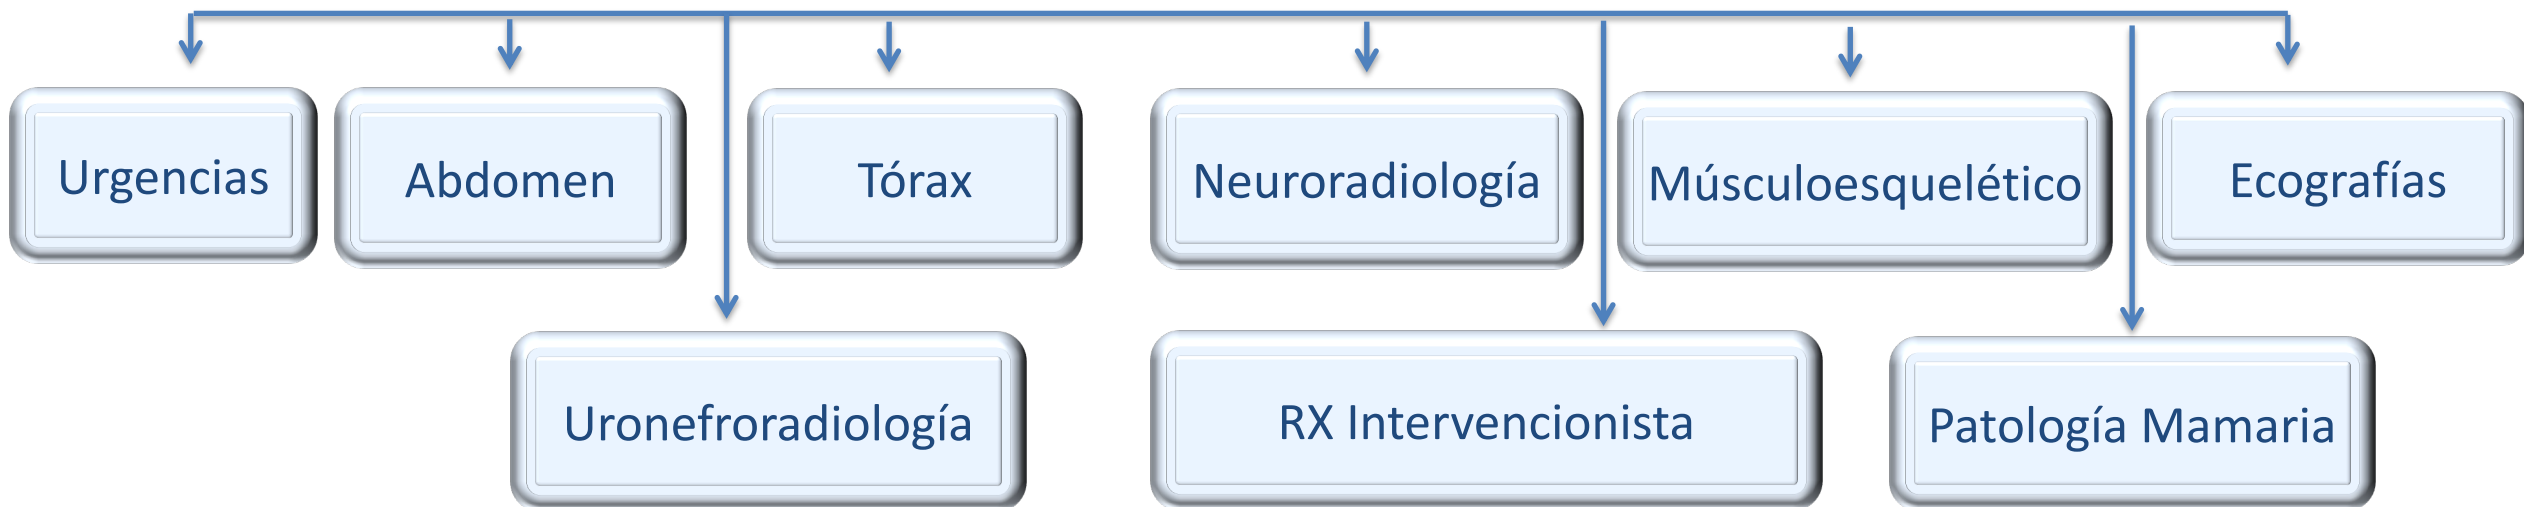 Urgencias
Abdomen
Tórax
Neuroradiología
Músculoesquelético
Ecografías
Uronefroradiología
RX Intervencionista
Patología Mamaria